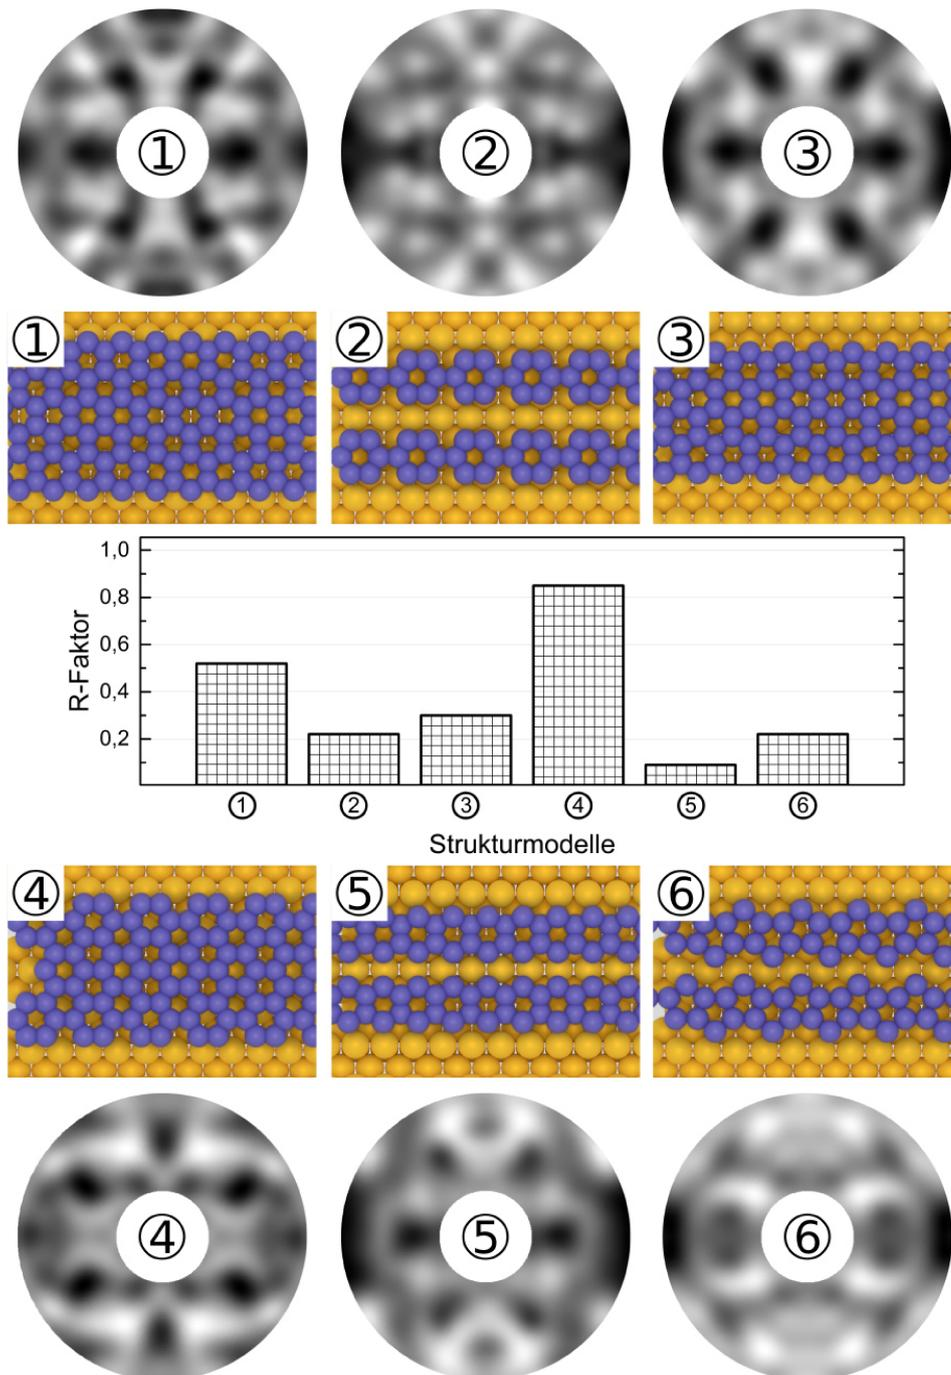 ① ② ③
① ② ③
1,0
0,8
0,6
0,4
0,2
R-Faktor
① ② ③ ④ ⑤ ⑥
Strukturmodelle
④ ⑤ ⑥
④ ⑤ ⑥